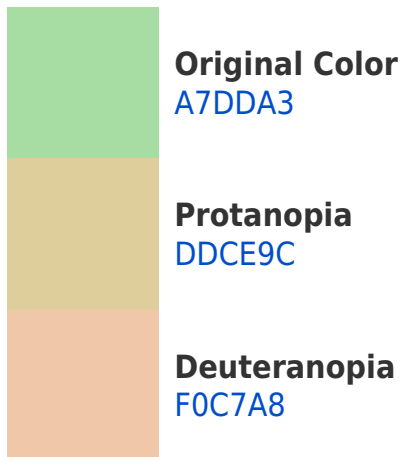 Original Color
A7DDA3
Protanopia
DDCE9C
Deuteranopia
F0C7A8